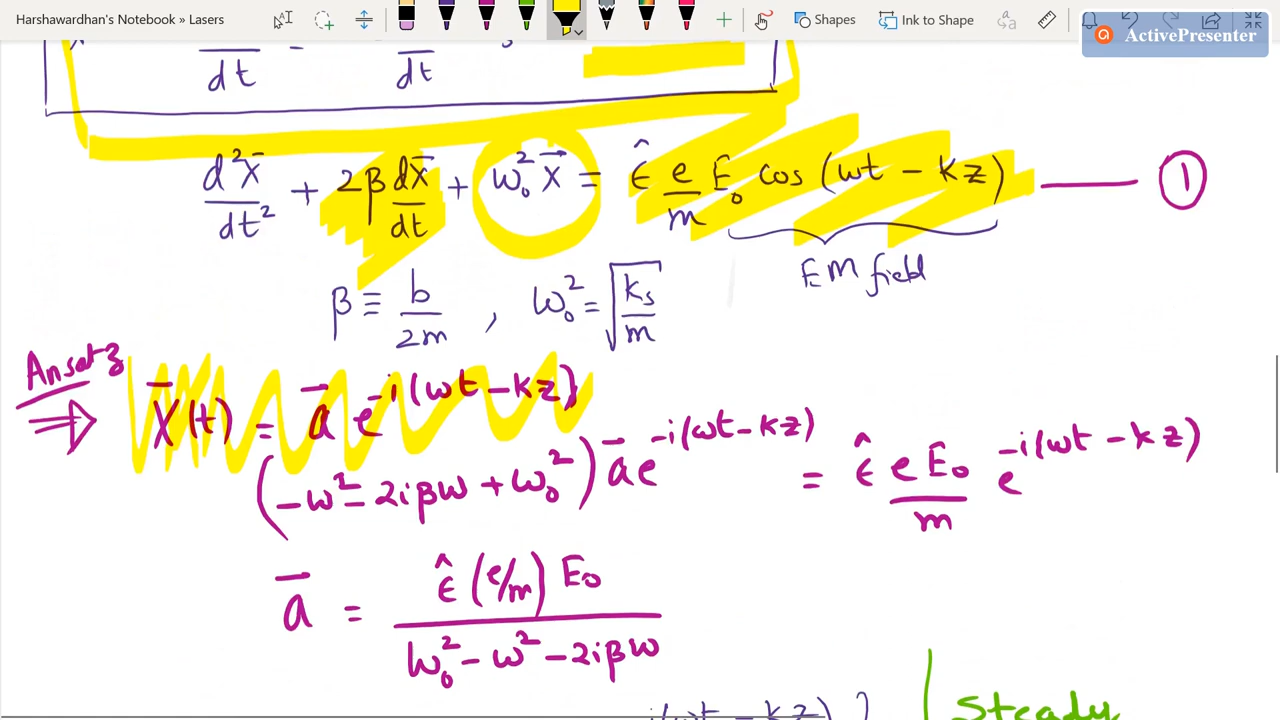 Harshawardhan's Notebook » Lasers
Shapes
Ink to Shape
ActivePresenter
dt dt
d²x̄/dt² + 2β dx̄/dt + ω₀² x⃗ = ε̂ e/m E₀ cos (ωt − kz) —— ①
EM field
β ≡ b/2m , ω₀² = √(kₛ/m)
Ansatz
⇒ x̄(t) = ā e^{-i(ωt − kz)}
(−ω² − 2iβω + ω₀²) ā e^{-i(ωt − kz)} = ε̂ eE₀/m e^{-i(ωt − kz)}
ā = ε̂ (e/m) E₀ / (ω₀² − ω² − 2iβω)
Steady